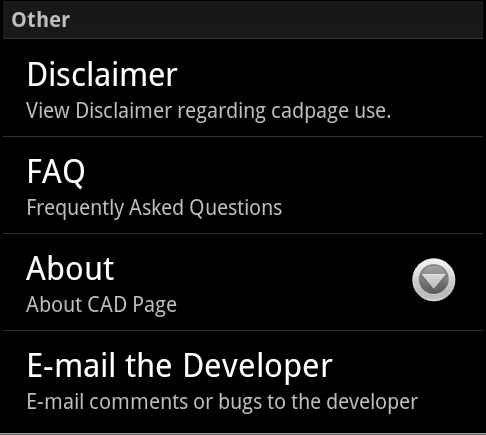 Other
Disclaimer
View Disclaimer regarding cadpage use.
FAQ
Frequently Asked Questions
About
About CAD Page
E-mail the Developer
E-mail comments or bugs to the developer